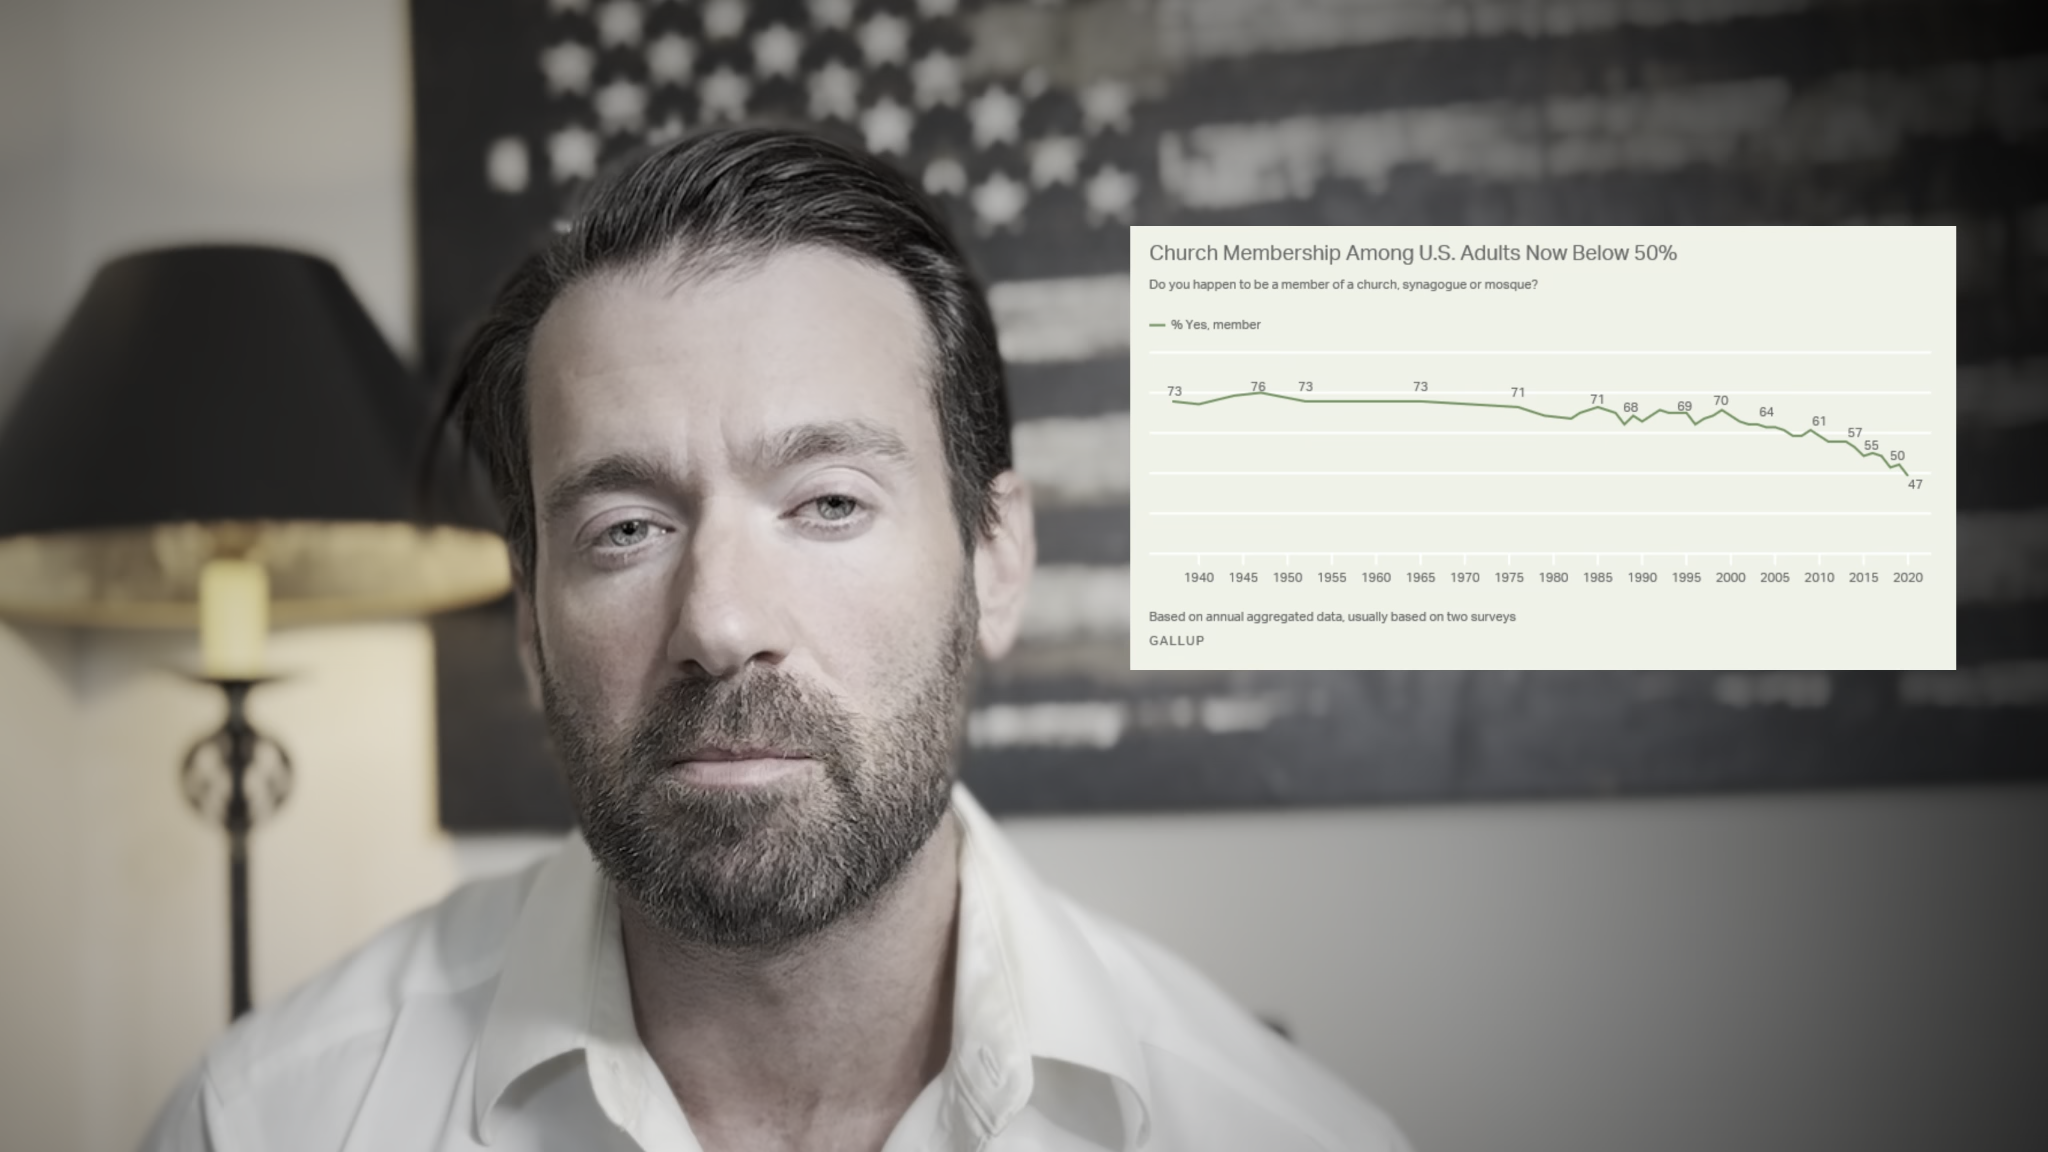 Church Membership Among U.S. Adults Now Below 50%
Do you happen to be a member of a church, synagogue or mosque?
% Yes, member
73 76 73 73 71 71 68 69 70 64 61 57 55 50 47
1940 1945 1950 1955 1960 1965 1970 1975 1980 1985 1990 1995 2000 2005 2010 2015 2020
Based on annual aggregated data, usually based on two surveys
GALLUP